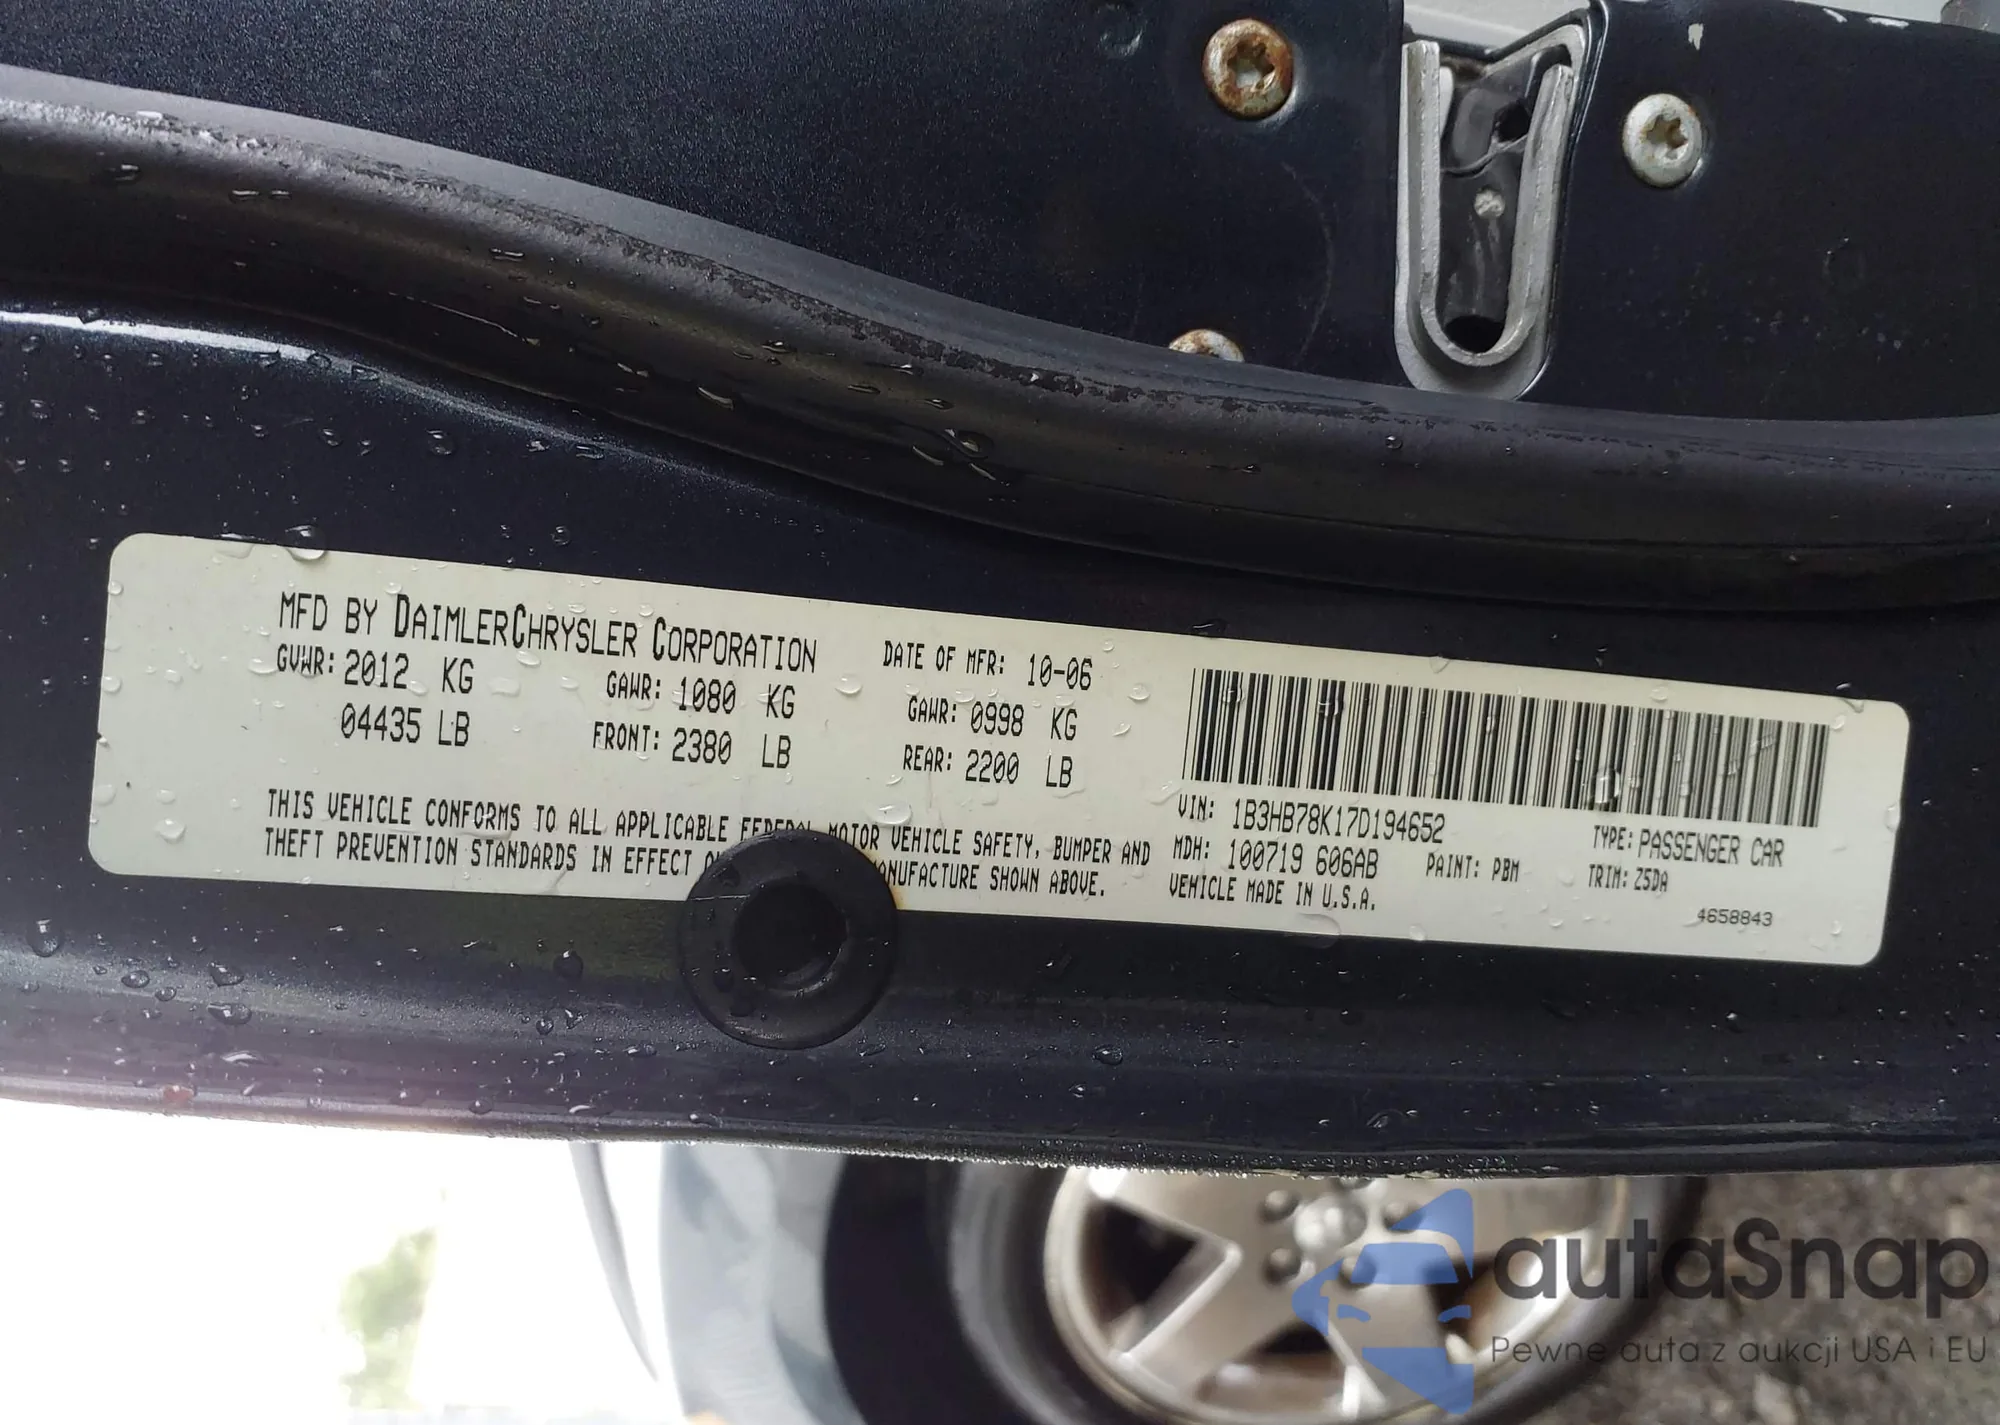 MFD BY DAIMLERCHRYSLER CORPORATION DATE OF MFR: 10-06
GVWR: 2012 KG GAWR: 1080 KG GAWR: 0998 KG
04435 LB FRONT: 2380 LB REAR: 2200 LB
THIS VEHICLE CONFORMS TO ALL APPLICABLE FEDERAL MOTOR VEHICLE SAFETY, BUMPER AND
THEFT PREVENTION STANDARDS IN EFFECT MANUFACTURE SHOWN ABOVE.
VIN: 1B3HB78K17D194652 TYPE: PASSENGER CAR
MDH: 100719 606AB PAINT: PBM TRIM: Z5DA
VEHICLE MADE IN U.S.A. 4658843
autaSnap
Pewne auta z aukcji USA i EU